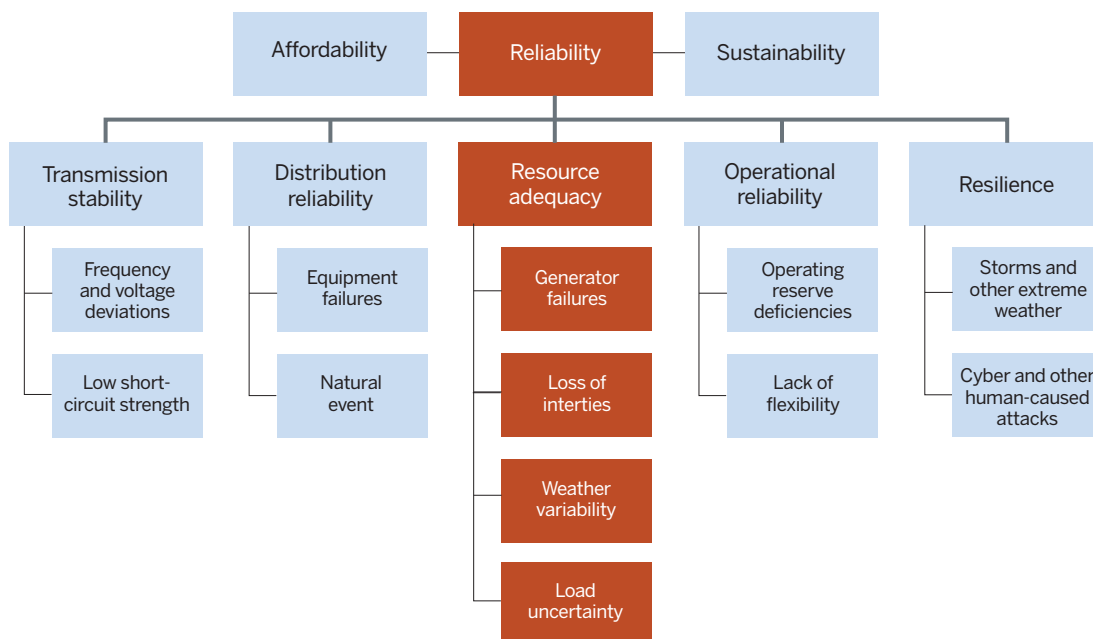 Affordability
Reliability
Sustainability
Transmission
stability
Distribution
reliability
Resource
adequacy
Operational
reliability
Resilience
Frequency
and voltage
deviations
Low short-
circuit strength
Equipment
failures
Natural
event
Generator
failures
Loss of
interties
Weather
variability
Load
uncertainty
Operating
reserve
deficiencies
Lack of
flexibility
Storms and
other extreme
weather
Cyber and other
human-caused
attacks